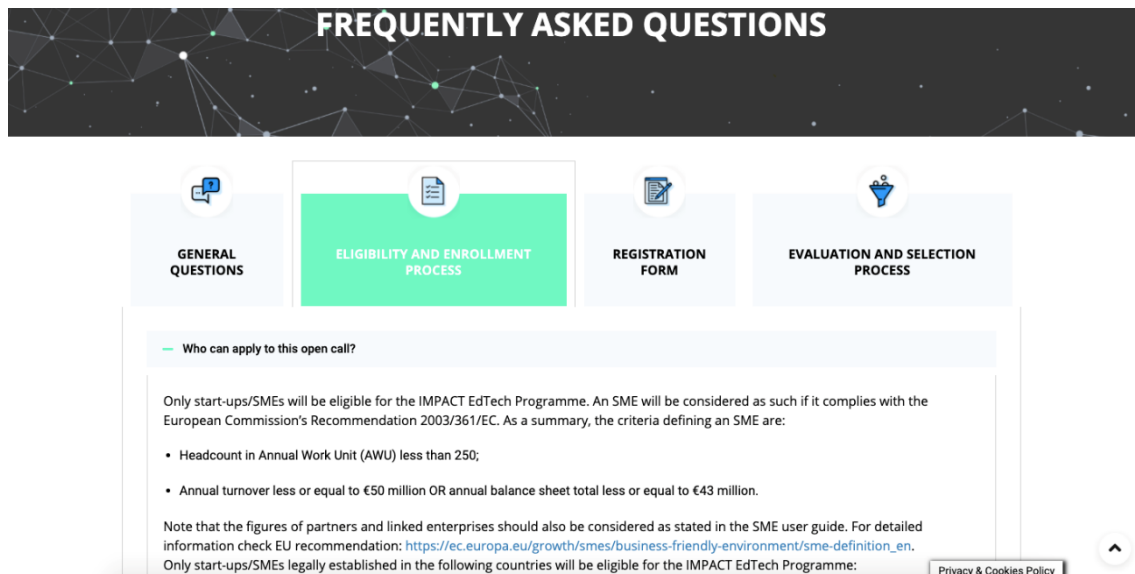 FREQUENTLY ASKED QUESTIONS
GENERAL
QUESTIONS
ELIGIBILITY AND ENROLLMENT
PROCESS
REGISTRATION
FORM
EVALUATION AND SELECTION
PROCESS
Who can apply to this open call?
Only start-ups/SMEs will be eligible for the IMPACT EdTech Programme. An SME will be considered as such if it complies with the
European Commission's Recommendation 2003/361/EC. As a summary, the criteria defining an SME are:
• Headcount in Annual Work Unit (AWU) less than 250;
• Annual turnover less or equal to €50 million OR annual balance sheet total less or equal to €43 million.
Note that the figures of partners and linked enterprises should also be considered as stated in the SME user guide. For detailed
information check EU recommendation: https://ec.europa.eu/growth/smes/business-friendly-environment/sme-definition_en.
Only start-ups/SMEs legally established in the following countries will be eligible for the IMPACT EdTech Programme:
Privacy & Cookies Policy